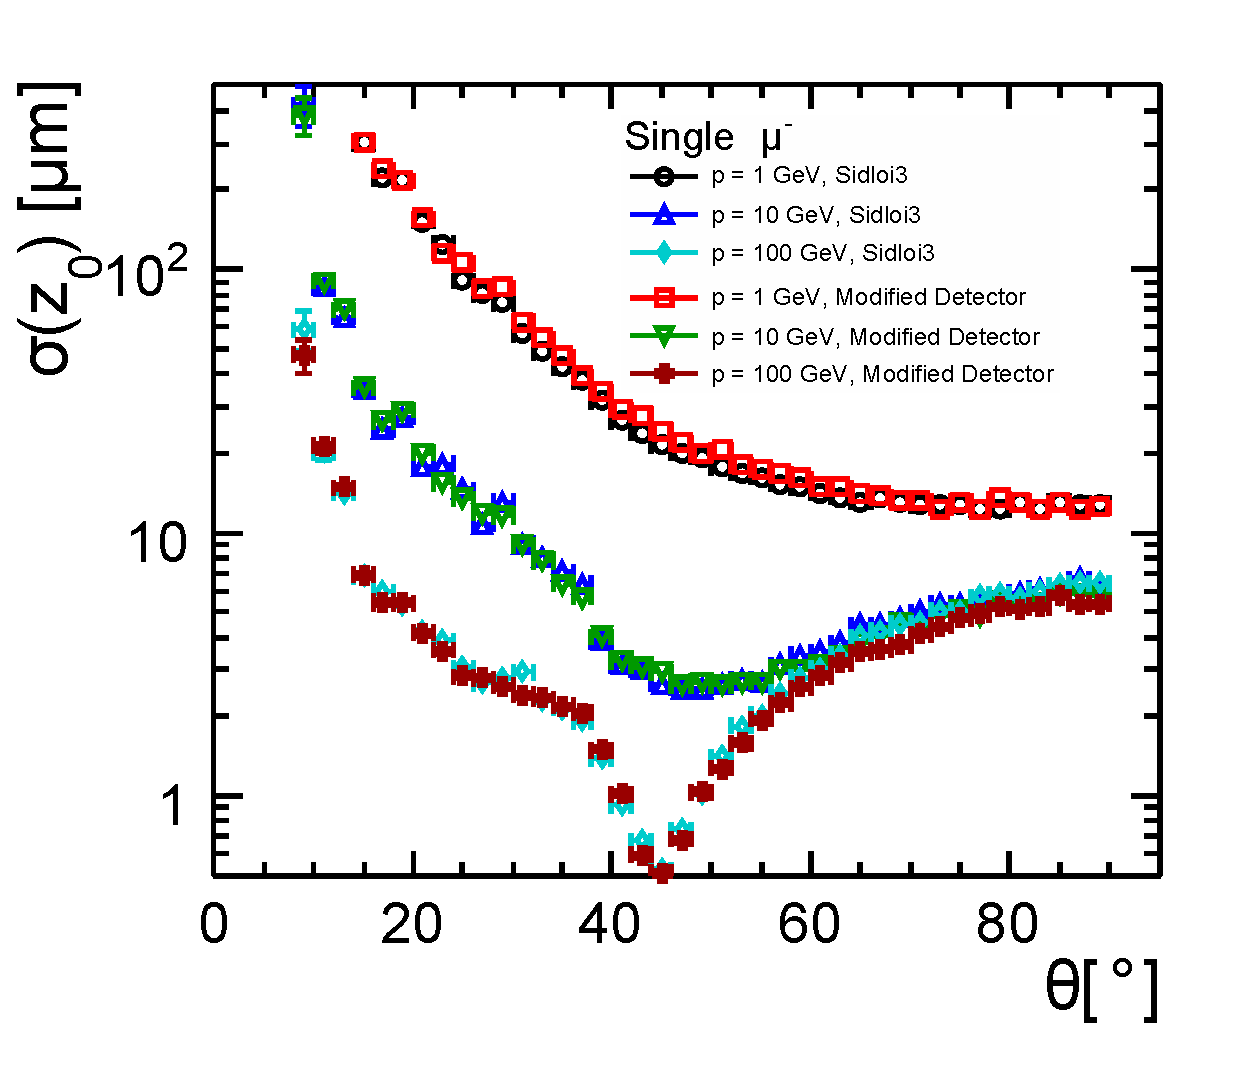 σ(z₀) [μm]
10²
10
1
Single μ⁻
p = 1 GeV, Sidloi3
p = 10 GeV, Sidloi3
p = 100 GeV, Sidloi3
p = 1 GeV, Modified Detector
p = 10 GeV, Modified Detector
p = 100 GeV, Modified Detector
0 20 40 60 80
θ[°]